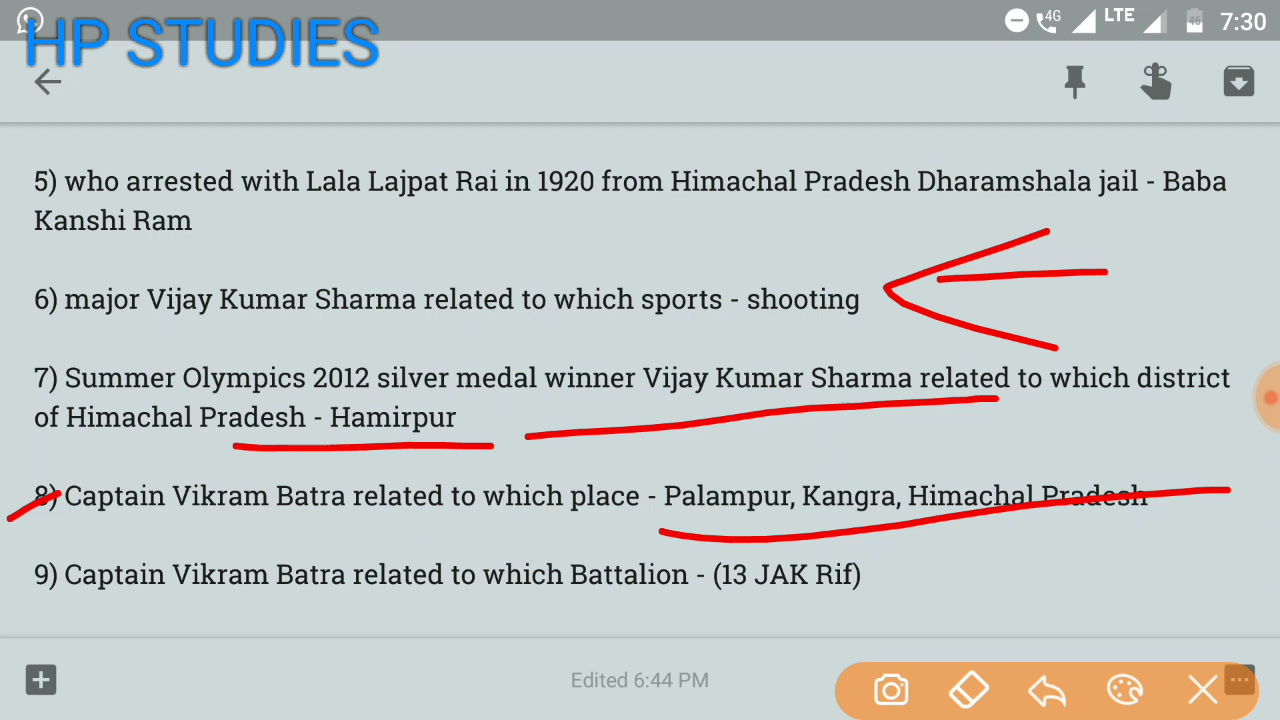 HP STUDIES
4G LTE 46 7:30
5) who arrested with Lala Lajpat Rai in 1920 from Himachal Pradesh Dharamshala jail - Baba
Kanshi Ram
6) major Vijay Kumar Sharma related to which sports - shooting
7) Summer Olympics 2012 silver medal winner Vijay Kumar Sharma related to which district
of Himachal Pradesh - Hamirpur
8) Captain Vikram Batra related to which place - Palampur, Kangra, Himachal Pradesh
9) Captain Vikram Batra related to which Battalion - (13 JAK Rif)
Edited 6:44 PM